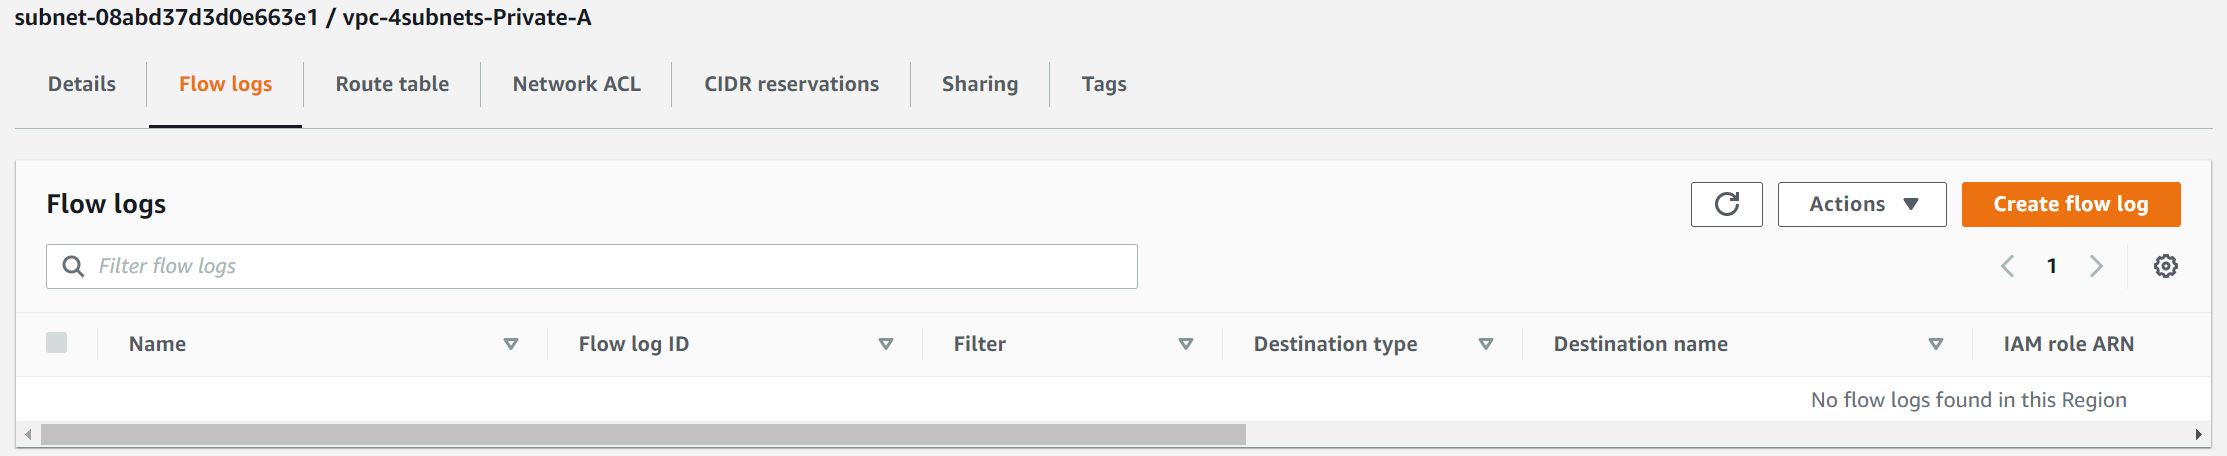 subnet-08abd37d3d0e663e1 / vpc-4subnets-Private-A
Details Flow logs Route table Network ACL CIDR reservations Sharing Tags
Flow logs Actions Create flow log
Filter flow logs 1
Name Flow log ID Filter Destination type Destination name IAM role ARN
No flow logs found in this Region